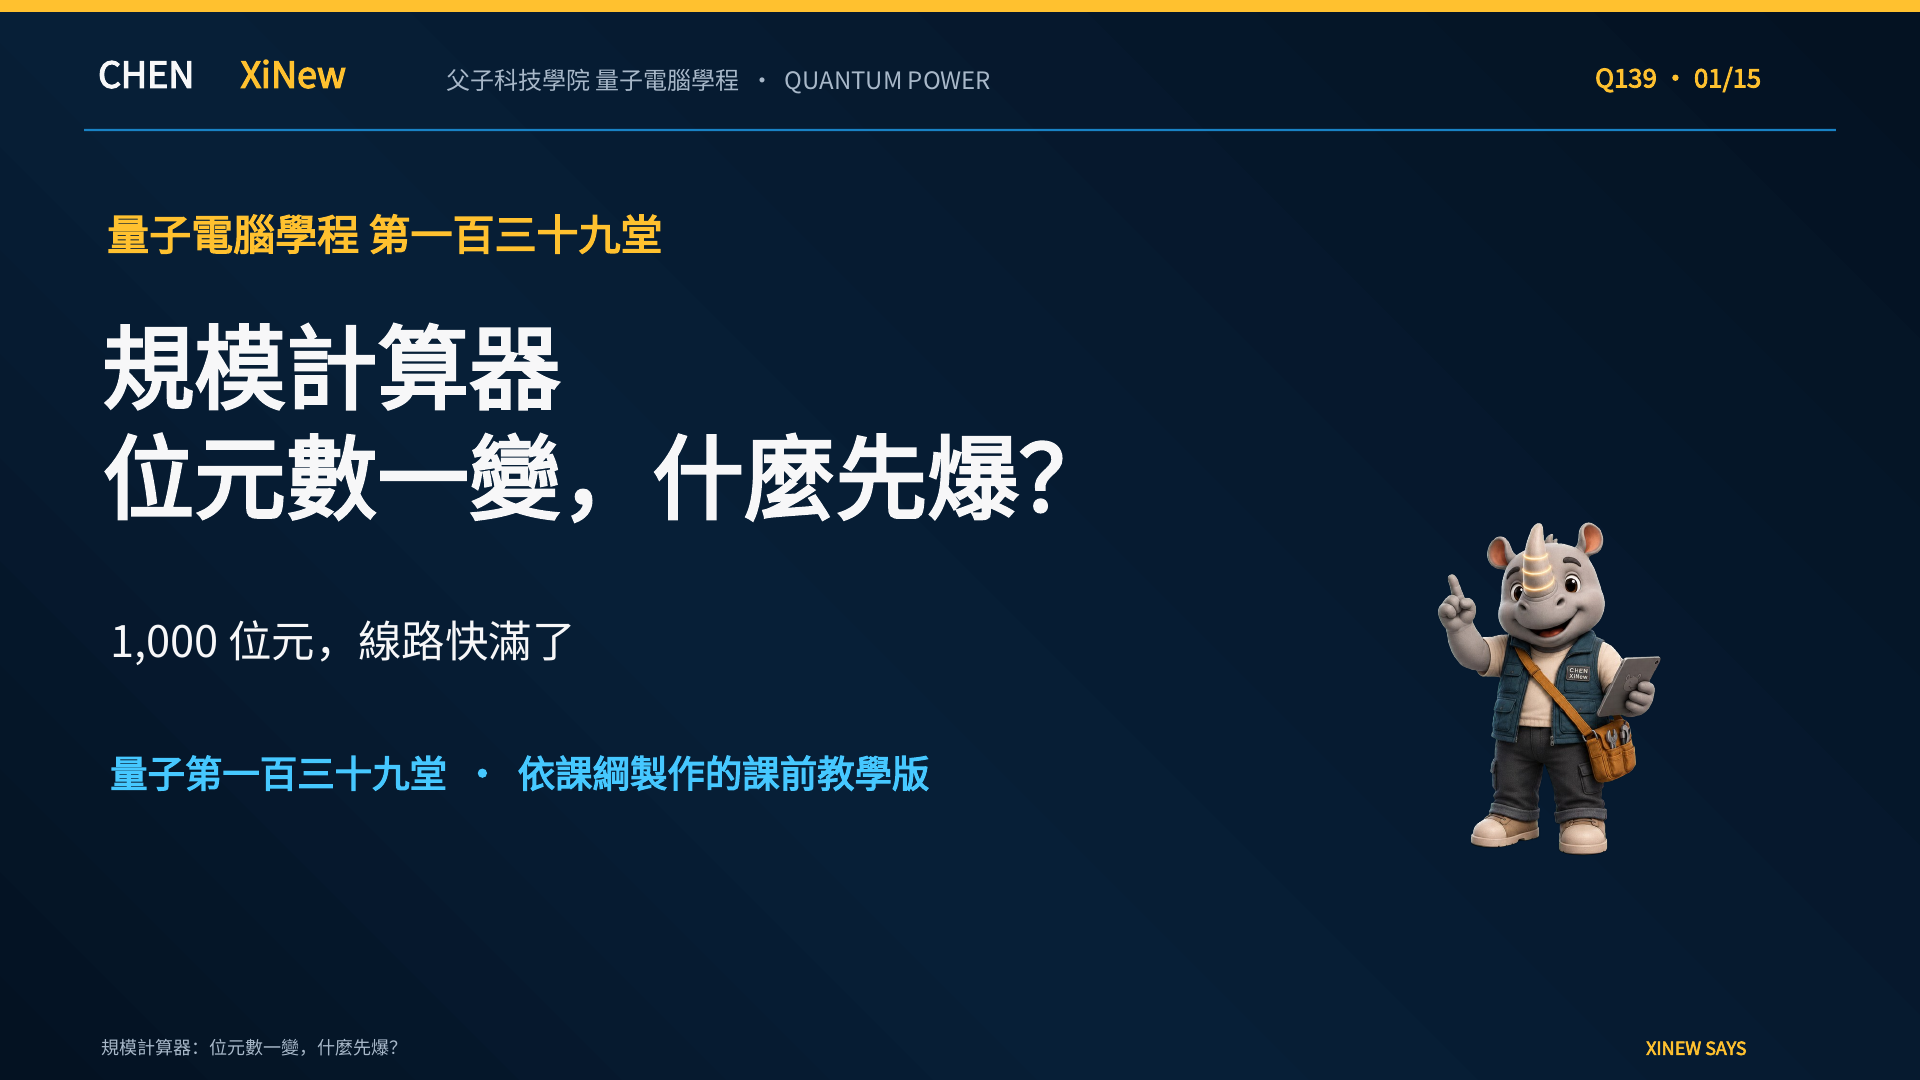 CHEN XiNew 父子科技學院 量子電腦學程 • QUANTUM POWER Q139 • 01/15
量子電腦學程 第一百三十九堂
規模計算器
位元數一變，什麼先爆?
1,000 位元，線路快滿了
CHEN
XiNew
量子第一百三十九堂 • 依課綱製作的課前教學版
規模計算器：位元數一變，什麼先爆? XINEW SAYS